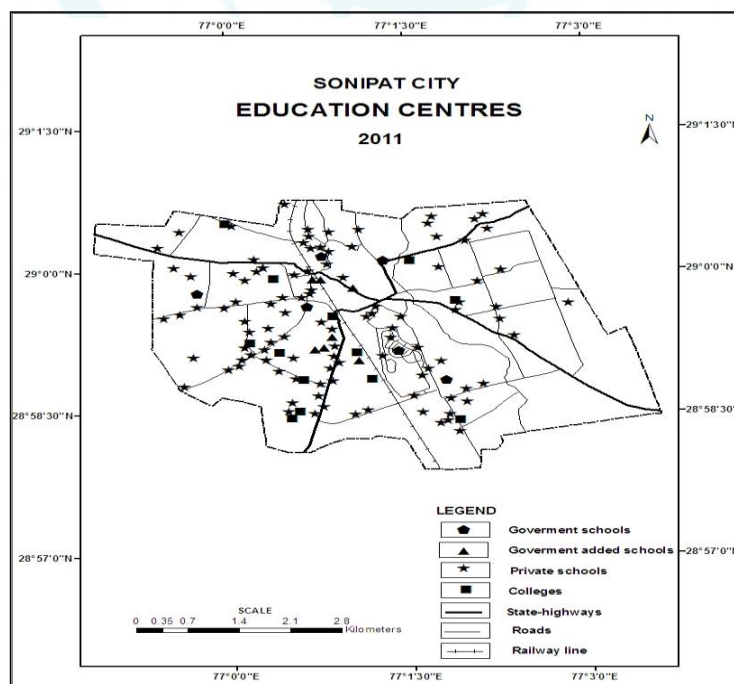 77°0'0"E 77°1'30"E 77°3'0"E
SONIPAT CITY
EDUCATION CENTRES
2011
N
29°1'30"N 29°1'30"N
29°0'0"N 29°0'0"N
28°58'30"N 28°58'30"N
28°57'0"N 28°57'0"N
LEGEND
Goverment schools
Goverment added schools
Private schools
Colleges
State-highways
Roads
Railway line
SCALE
0 0.35 0.7 1.4 2.1 2.8
Kilometers
77°0'0"E 77°1'30"E 77°3'0"E